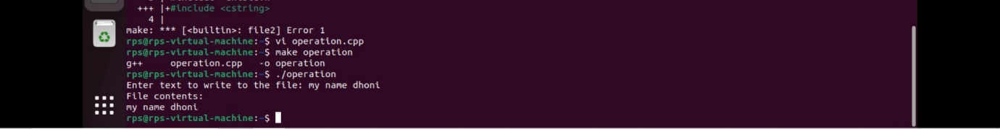 +++ |+#include <cstring>
4 |
make: *** [<builtin>: file2] Error 1
rps@rps-virtual-machine:~$ vi operation.cpp
rps@rps-virtual-machine:~$ make operation
g++     operation.cpp   -o operation
rps@rps-virtual-machine:~$ ./operation
Enter text to write to the file: my name dhoni
File contents:
my name dhoni
rps@rps-virtual-machine:~$